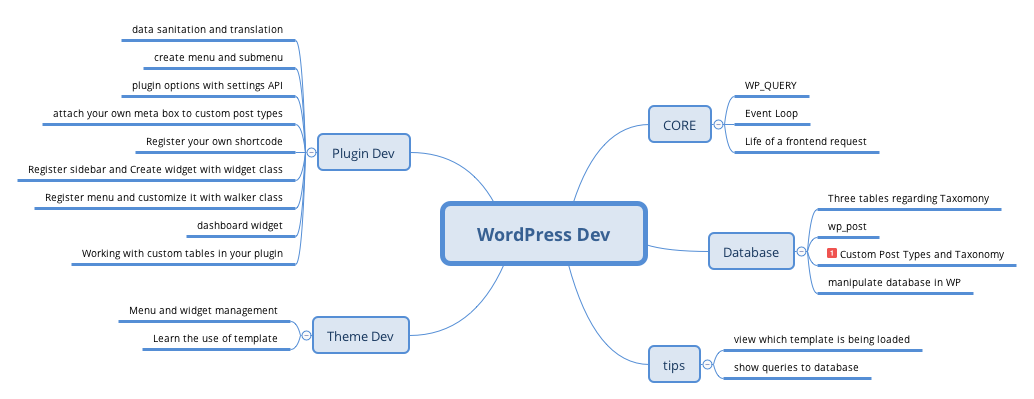 WordPress Dev
Plugin Dev
data sanitation and translation
create menu and submenu
plugin options with settings API
attach your own meta box to custom post types
Register your own shortcode
Register sidebar and Create widget with widget class
Register menu and customize it with walker class
dashboard widget
Working with custom tables in your plugin
Theme Dev
Menu and widget management
Learn the use of template
CORE
WP_QUERY
Event Loop
Life of a frontend request
Database
Three tables regarding Taxomony
wp_post
1 Custom Post Types and Taxonomy
manipulate database in WP
tips
view which template is being loaded
show queries to database